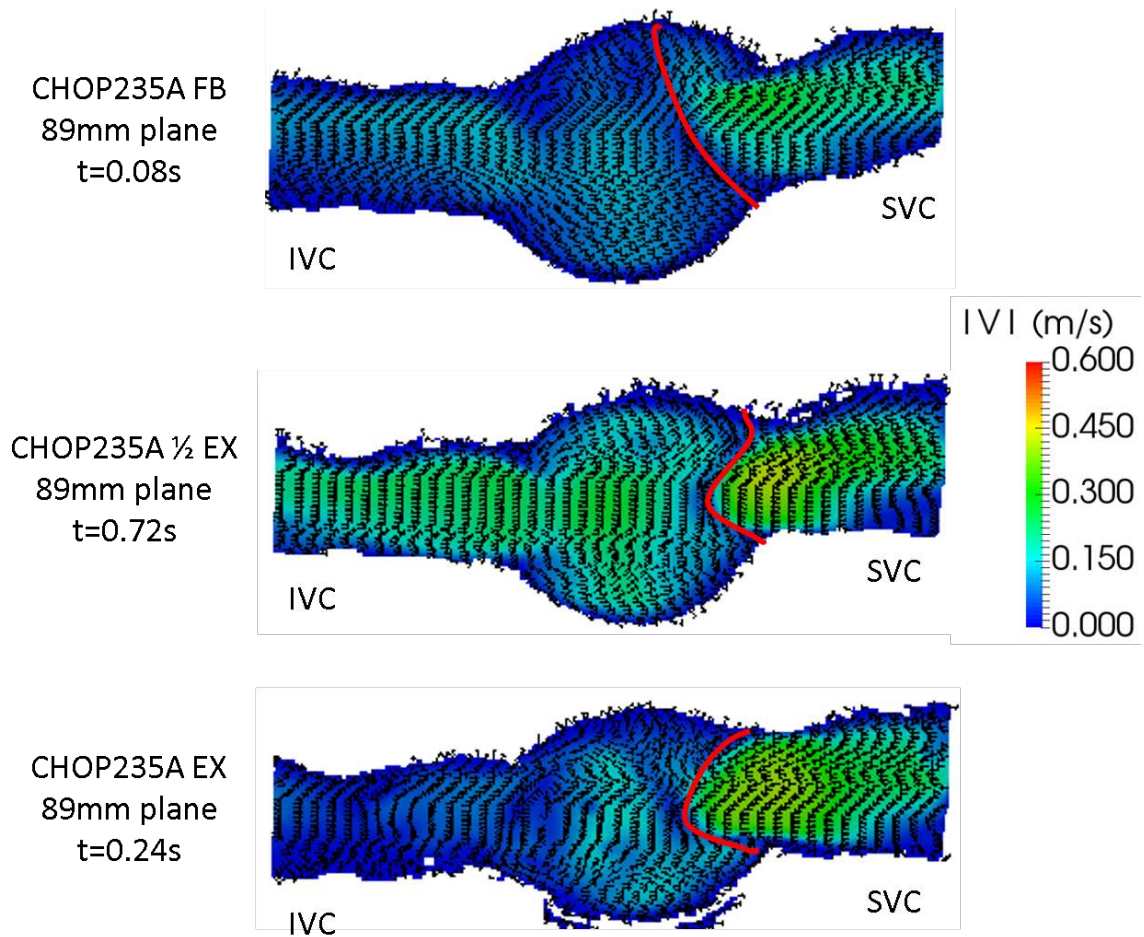 CHOP235A FB
89mm plane
t=0.08s
IVC
SVC
CHOP235A ½ EX
89mm plane
t=0.72s
IVC
SVC
|V| (m/s)
0.600
0.450
0.300
0.150
0.000
CHOP235A EX
89mm plane
t=0.24s
IVC
SVC